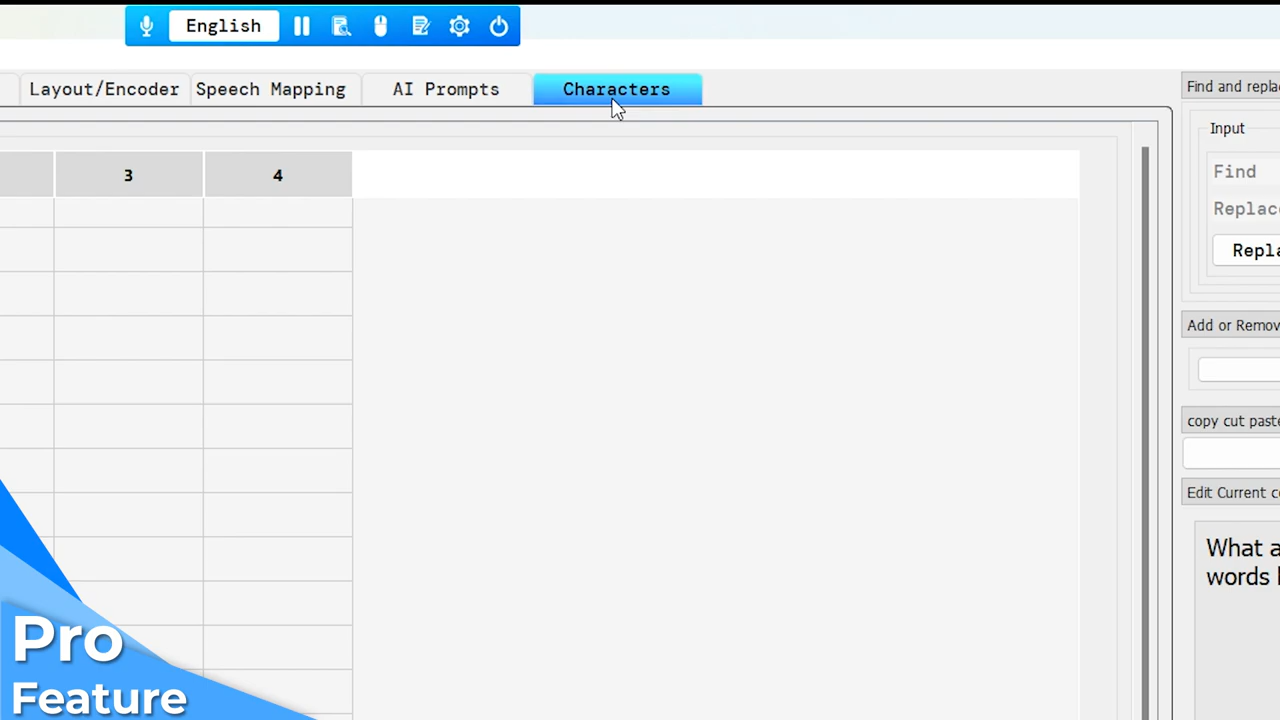 English
Layout/Encoder
Speech Mapping
AI Prompts
Characters
3
4
Find and repla
Input
Find
Replac
Repla
Add or Remov
copy cut paste
Edit Current c
What a
words
Pro
Feature